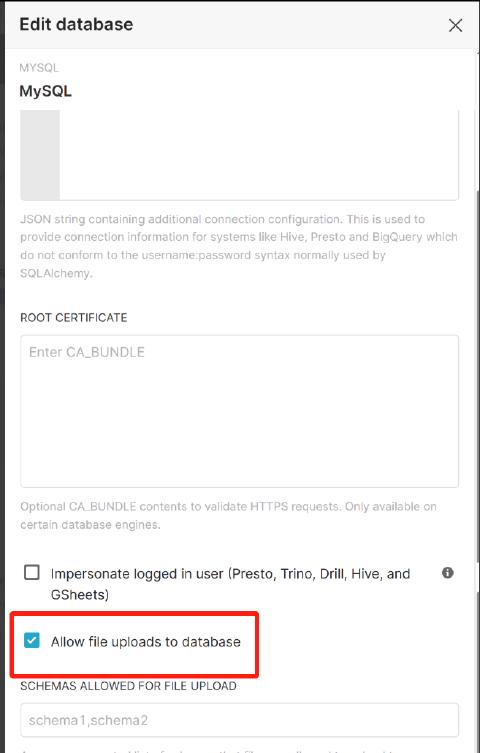 Edit database
MYSQL
MySQL
JSON string containing additional connection configuration. This is used to
provide connection information for systems like Hive, Presto and BigQuery which
do not conform to the username:password syntax normally used by
SQLAlchemy.
ROOT CERTIFICATE
Enter CA_BUNDLE
Optional CA_BUNDLE contents to validate HTTPS requests. Only available on
certain database engines.
Impersonate logged in user (Presto, Trino, Drill, Hive, and
GSheets)
Allow file uploads to database
SCHEMAS ALLOWED FOR FILE UPLOAD
schema1,schema2